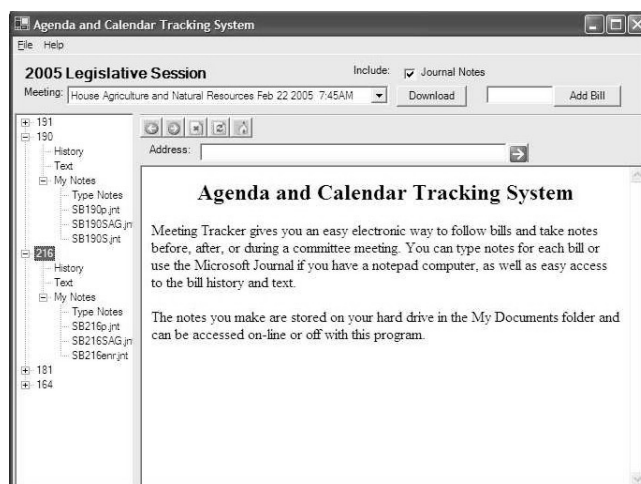 Agenda and Calendar Tracking System
File Help
2005 Legislative Session
Include: Journal Notes
Meeting: House Agriculture and Natural Resources Feb 22 2005 7:45AM Download Add Bill
191
190
History
Text
My Notes
Type Notes
SB190p.jnt
SB190SAG.jn
SB190S.jnt
216
History
Text
My Notes
Type Notes
SB216p.jnt
SB216SAG.jn
SB216enr.jnt
181
164
Address:
Agenda and Calendar Tracking System
Meeting Tracker gives you an easy electronic way to follow bills and take notes
before, after, or during a committee meeting. You can type notes for each bill or
use the Microsoft Journal if you have a notepad computer, as well as easy access
to the bill history and text.
The notes you make are stored on your hard drive in the My Documents folder and
can be accessed on-line or off with this program.